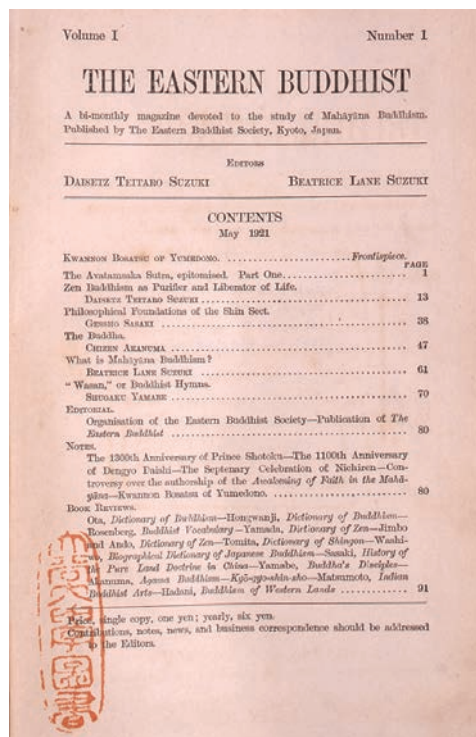 Volume I Number 1
THE EASTERN BUDDHIST
A bi-monthly magazine devoted to the study of Mahāyāna Buddhism.
Published by The Eastern Buddhist Society, Kyoto, Japan.
EDITORS
DAISETZ TEITARO SUZUKI BEATRICE LANE SUZUKI
CONTENTS
May 1921
KWANNON BOSATSU OF YUMEDONO. ........................ Frontispiece.
PAGE
The Avatamsaka Sutra, epitomised. Part One........................ 1
Zen Buddhism as Purifier and Liberator of Life.
DAISETZ TEITARO SUZUKI ........................ 13
Philosophical Foundations of the Shin Sect.
GESSHO SASAKI ........................ 38
The Buddha.
CHIZEN AKANUMA ........................ 47
What is Mahāyāna Buddhism?
BEATRICE LANE SUZUKI ........................ 61
"Wasan," or Buddhist Hymns.
SHUGAKU YAMABE ........................ 70
EDITORIAL.
Organisation of the Eastern Buddhist Society—Publication of The
Eastern Buddhist ........................ 80
NOTES.
The 1300th Anniversary of Prince Shotoku—The 1100th Anniversary
of Dengyo Daishi—The Septenary Celebration of Nichiren—Con-
troversy over the authorship of the Awakening of Faith in the Mahā-
yāna—Kwannon Bosatsu of Yumedono. ........................ 80
BOOK REVIEWS.
Ota, Dictionary of Buddhism—Hongwanji, Dictionary of Buddhism—
Rosenberg, Buddhist Vocabulary—Yamada, Dictionary of Zen—Jimbo
and Ando, Dictionary of Zen—Tomita, Dictionary of Shingon—Washi-
Biographical Dictionary of Japanese Buddhism—Sasaki, History of
the Pure Land Doctrine in China—Yamabe, Buddha's Disciples—
Akanuma, Agama Buddhism—Kyō-gyo-shin-sho—Matsumoto, Indian
Buddhist Arts—Hadani, Buddhism of Western Lands ............ 91
Price, single copy, one yen; yearly, six yen.
Contributions, notes, news, and business correspondence should be addressed
to the Editors.